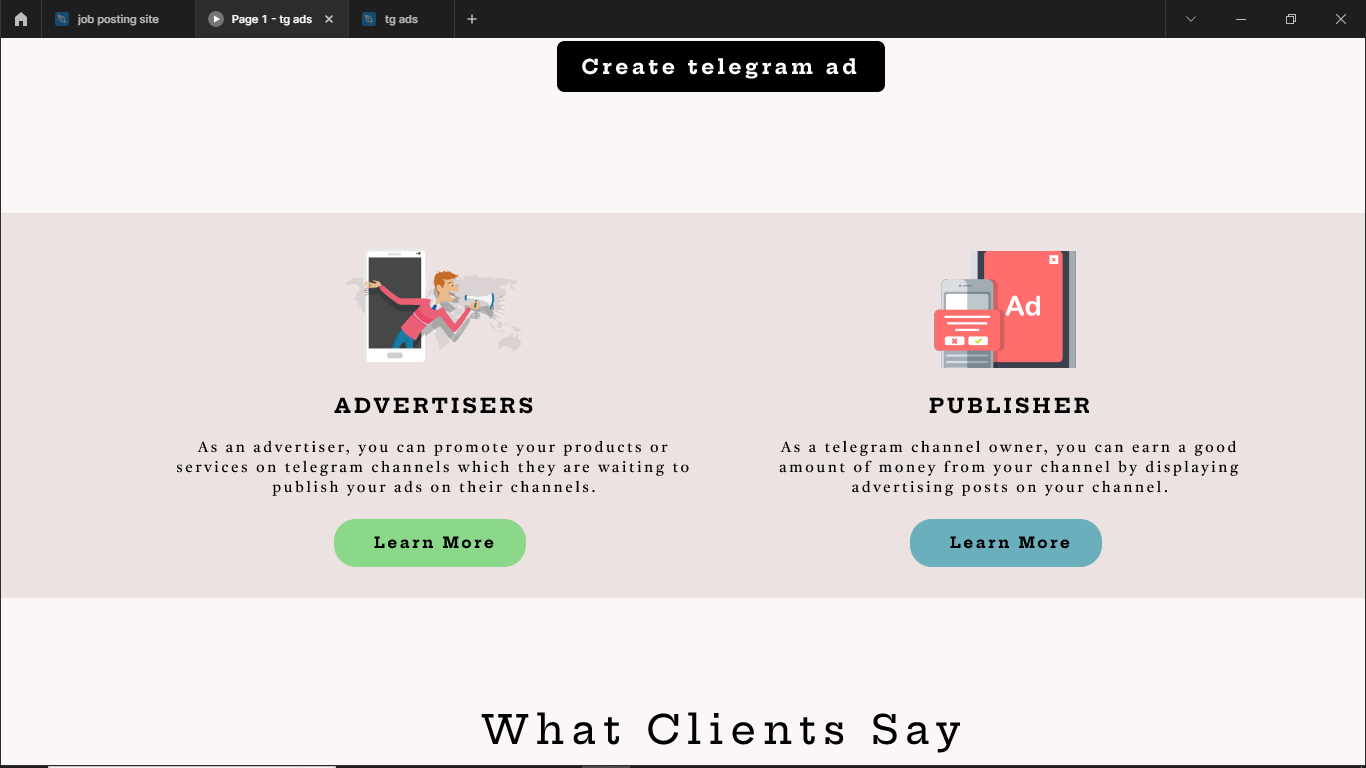 job posting site
Page 1 - tg ads
tg ads
Create telegram ad
Ad
ADVERTISERS
As an advertiser, you can promote your products or
services on telegram channels which they are waiting to
publish your ads on their channels.
Learn More
PUBLISHER
As a telegram channel owner, you can earn a good
amount of money from your channel by displaying
advertising posts on your channel.
Learn More
What Clients Say